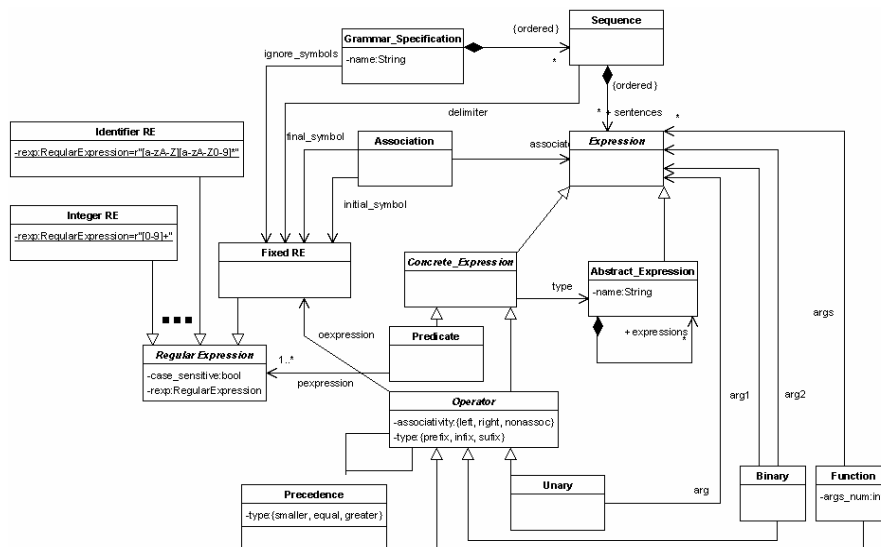 Sequence
{ordered}
Grammar_Specification
-name:String
ignore_symbols
*
{ordered}
delimiter
* + sentences
*
Identifier RE
-rexp:RegularExpression=r"[a-zA-Z][a-zA-Z0-9]*"
final_symbol
Association
associate
Expression
initial_symbol
Integer RE
-rexp:RegularExpression=r"[0-9]+"
Fixed RE
Concrete_Expression
type
Abstract_Expression
-name:String
args
oexpression
Predicate
+ expressions
*
Regular Expression
-case_sensitive:bool
-rexp:RegularExpression
1..*
pexpression
Operator
-associativity:{left, right, nonassoc}
-type:{prefix, infix, sufix}
arg1
arg2
Precedence
-type:{smaller, equal, greater}
Unary
arg
Binary
Function
-args_num:in